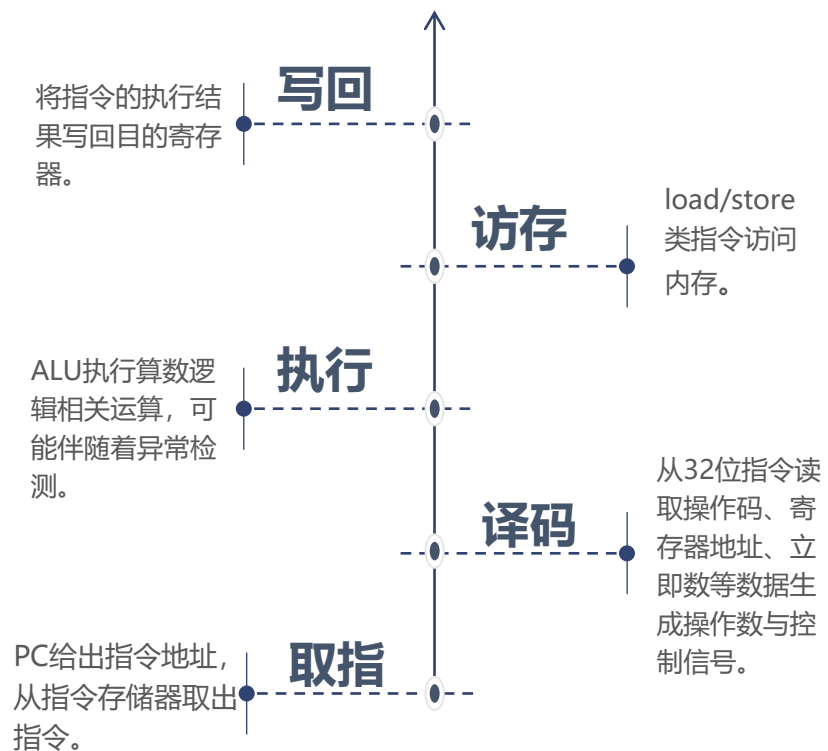 写回
将指令的执行结
果写回目的寄存
器。
访存
load/store
类指令访问
内存。
执行
ALU执行算数逻
辑相关运算，可
能伴随着异常检
测。
译码
从32位指令读
取操作码、寄
存器地址、立
即数等数据生
成操作数与控
制信号。
取指
PC给出指令地址，
从指令存储器取出
指令。